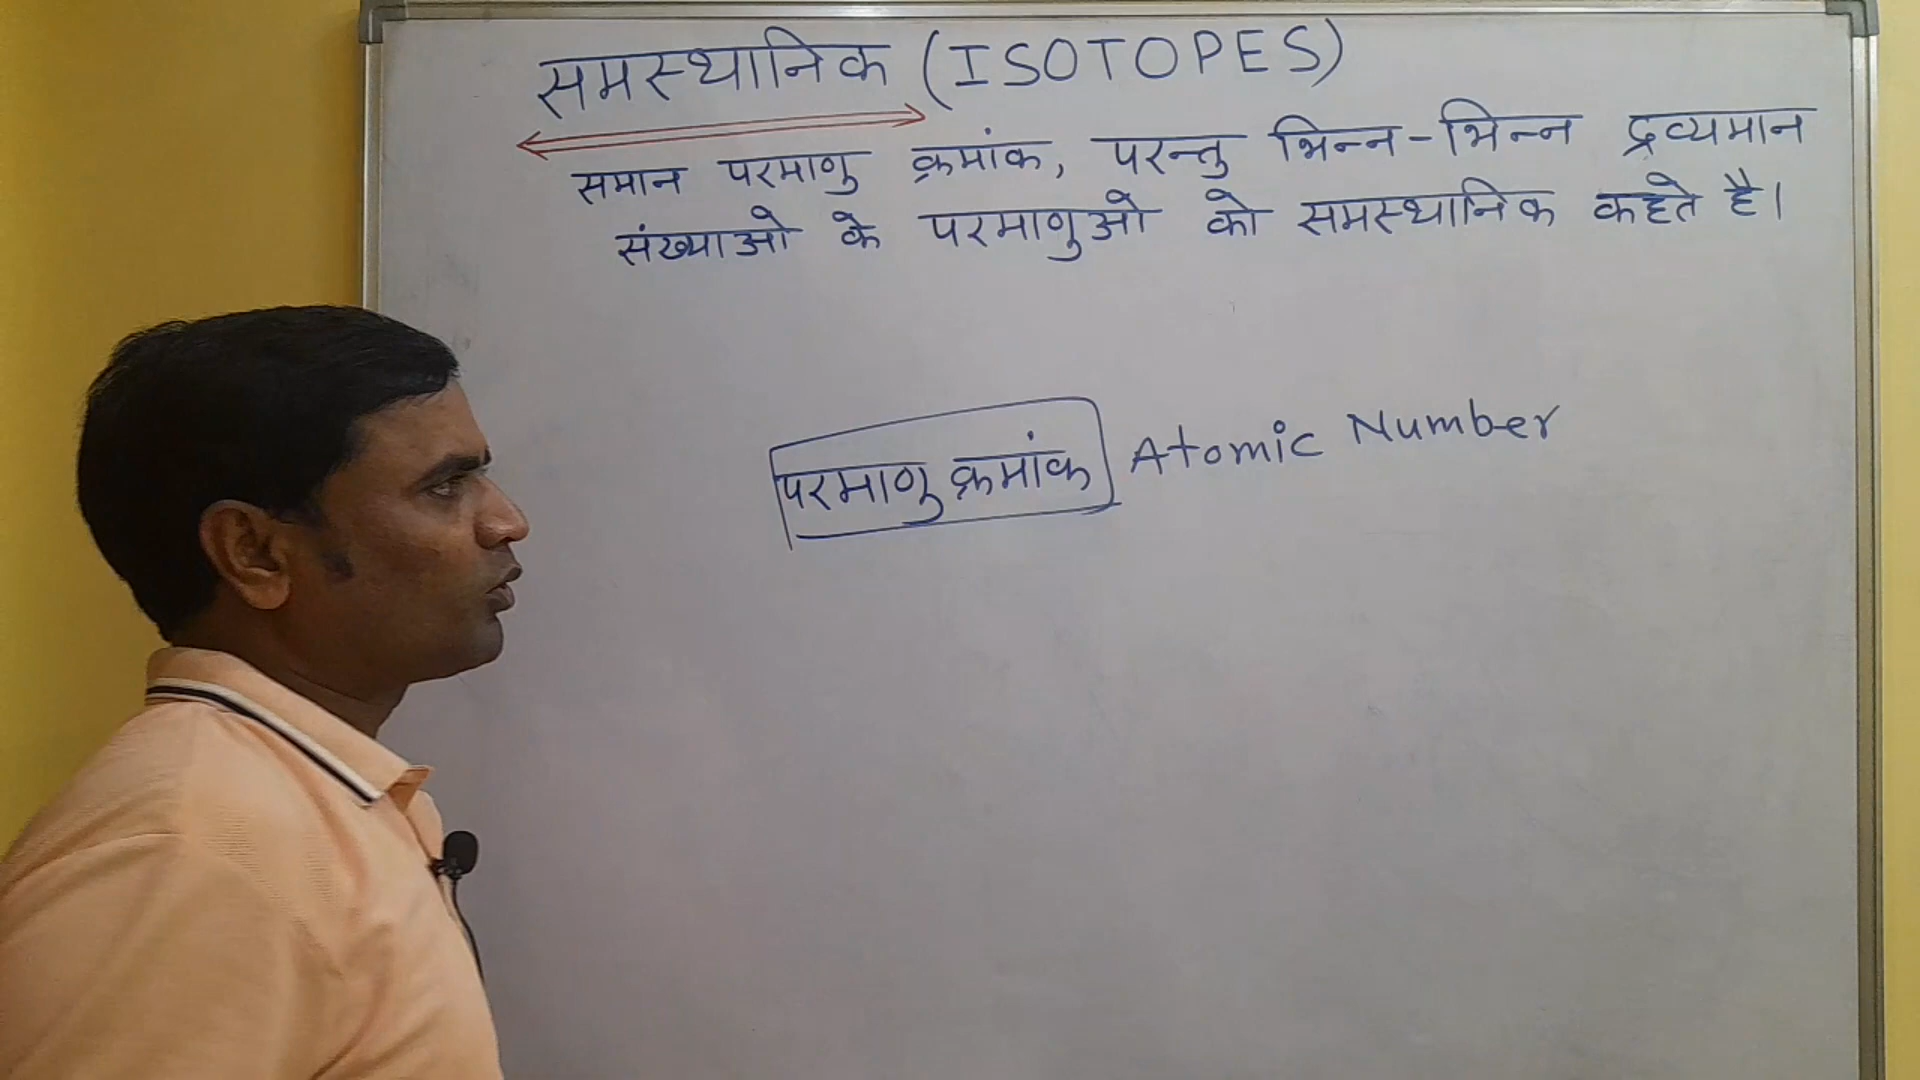 समस्थानिक (ISOTOPES)
समान परमाणु क्रमांक, परन्तु भिन्न-भिन्न द्रव्यमान
संख्याओ के परमाणुओ को समस्थानिक कहते है।
परमाणु क्रमांक Atomic Number